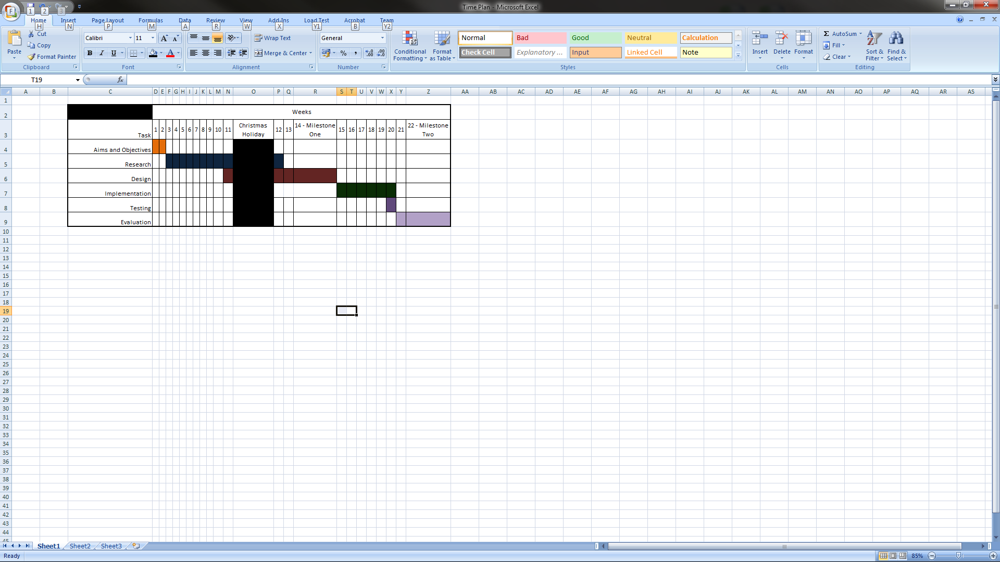 Time Plan - Microsoft Excel
F 1 2 3
Home Insert Page Layout Formulas Data Review View Add-Ins Load Test Acrobat Team
H N P M A R W X Y1 B Y2
Paste
Cut
Copy
Format Painter
Clipboard
Calibri 11 A A
B I U A
Font
Wrap Text
Merge & Center
Alignment
General
% ,
Number
Conditional Formatting
Format as Table
Normal Bad Good Neutral Calculation
Check Cell Explanatory ... Input Linked Cell Note
Styles
Insert Delete Format
Cells
Σ AutoSum
Fill
Clear
Sort & Filter
Find & Select
Editing
T19 fx
A B C D E F G H I J K L M N O P Q R S T U V W X Y Z AA AB AC AD AE AF AG AH AI AJ AK AL AM AN AO AP AQ AR AS
1
2 Weeks
3 Task 1 2 3 4 5 6 7 8 9 10 11 Christmas Holiday 12 13 14 - Milestone One 15 16 17 18 19 20 21 22 - Milestone Two
4 Aims and Objectives
5 Research
6 Design
7 Implementation
8 Testing
9 Evaluation
10
11
12
13
14
15
16
17
18
19
20
21
22
23
24
25
26
27
28
29
30
31
32
33
34
35
36
37
38
39
40
41
42
43
44
45
Sheet1 Sheet2 Sheet3
Ready 85%